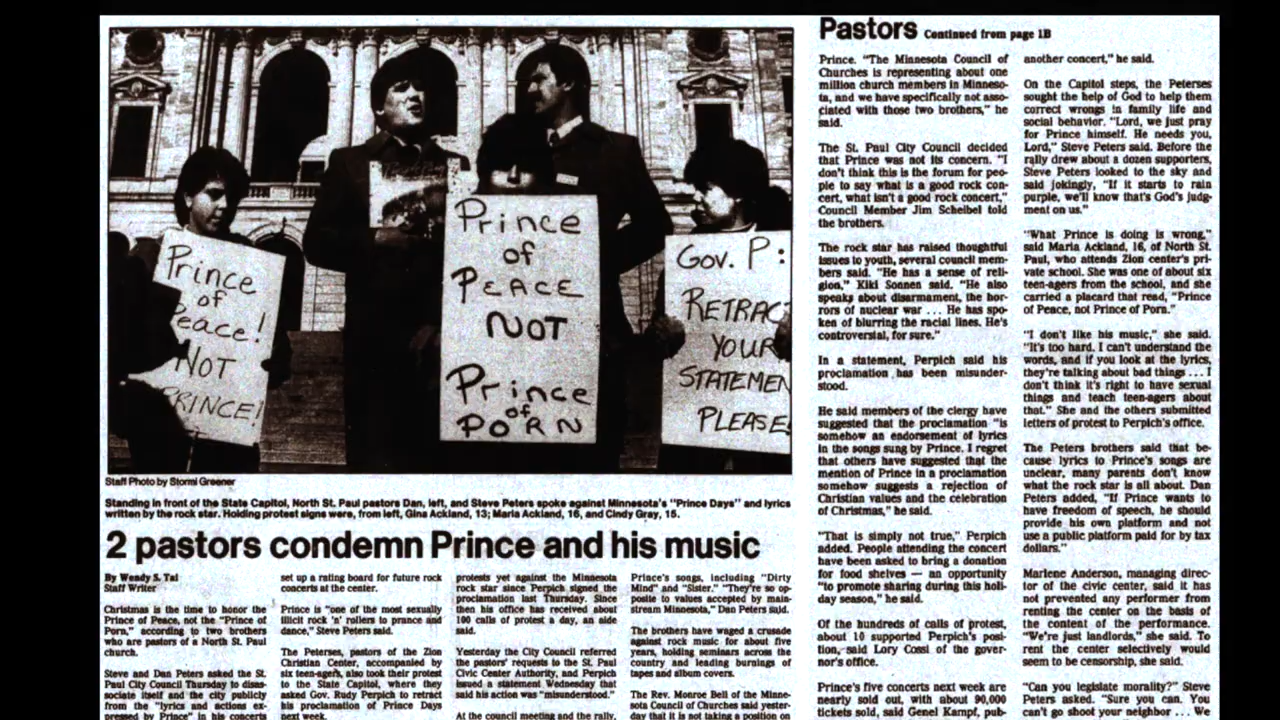 Prince
of
Peace!
NOT
PRINCE!
Prince
of
PEACE
NOT
Prince
of
PORN
Gov. P:
RETRAC
YOUR
STATEMEN
PLEASE
Staff Photo by Stormi Greener
Standing in front of the State Capitol, North St. Paul pastors Dan, left, and Steve Peters spoke against Minnesota's "Prince Days" and lyrics
written by the rock star. Holding protest signs were, from left, Gina Ackland, 13; Maria Ackland, 16, and Cindy Gray, 15.
2 pastors condemn Prince and his music
By Wendy S. Tai
Staff Writer
Christmas is the time to honor the
Prince of Peace, not the "Prince of
Porn," according to two brothers
who are pastors of a North St. Paul
church.
Steve and Dan Peters asked the St.
Paul City Council Thursday to disas-
sociate itself and the city publicly
from the "lyrics and actions ex-
pressed by Prince" in his concerts
set up a rating board for future rock
concerts at the center.
Prince is "one of the most sexually
illicit rock 'n' rollers to prance and
dance," Steve Peters said.
The Peterses, pastors of the Zion
Christian Center, accompanied by
six teen-agers, also took their protest
to the State Capitol, where they
asked Gov. Rudy Perpich to retract
his proclamation of Prince Days
next week.
protests yet against the Minnesota
rock star since Perpich signed the
proclamation last Thursday. Since
then his office has received about
100 calls of protest a day, an aide
said.
Yesterday the City Council referred
the pastors' requests to the St. Paul
Civic Center Authority, and Perpich
issued a statement Wednesday that
said his action was "misunderstood."
At the council meeting and the rally,
Prince's songs, including "Dirty
Mind" and "Sister." "They're so op-
posite to values accepted by main-
stream Minnesota," Dan Peters said.
The brothers have waged a crusade
against rock music for about five
years, holding seminars across the
country and leading burnings of
tapes and album covers.
The Rev. Monroe Bell of the Minne-
sota Council of Churches said yester-
day that it is not taking a position on
Pastors Continued from page 1B
Prince. "The Minnesota Council of
Churches is representing about one
million church members in Minneso-
ta, and we have specifically not asso-
ciated with those two brothers," he
said.
The St. Paul City Council decided
that Prince was not its concern. "I
don't think this is the forum for peo-
ple to say what is a good rock con-
cert, what isn't a good rock concert,"
Council Member Jim Scheibel told
the brothers.
The rock star has raised thoughtful
issues to youth, several council mem-
bers said. "He has a sense of reli-
gion," Kiki Sonnen said. "He also
speaks about disarmament, the hor-
rors of nuclear war ... He has spo-
ken of blurring the racial lines. He's
controversial, for sure."
In a statement, Perpich said his
proclamation has been misunder-
stood.
He said members of the clergy have
suggested that the proclamation "is
somehow an endorsement of lyrics
in the songs sung by Prince. I regret
that others have suggested that the
mention of Prince in a proclamation
somehow suggests a rejection of
Christian values and the celebration
of Christmas," he said.
"That is simply not true," Perpich
added. People attending the concert
have been asked to bring a donation
for food shelves — an opportunity
"to promote sharing during this holi-
day season," he said.
Of the hundreds of calls of protest,
about 10 supported Perpich's posi-
tion, said Lory Cossi of the gover-
nor's office.
Prince's five concerts next week are
nearly sold out, with about 90,000
tickets sold, said Genel Kampf, pub-
another concert," he said.
On the Capitol steps, the Peterses
sought the help of God to help them
correct wrongs in family life and
social behavior. "Lord, we just pray
for Prince himself. He needs you,
Lord," Steve Peters said. Before the
rally drew about a dozen supporters,
Steve Peters looked to the sky and
said jokingly, "If it starts to rain
purple, we'll know that's God's judg-
ment on us."
"What Prince is doing is wrong,"
said Maria Ackland, 16, of North St.
Paul, who attends Zion center's pri-
vate school. She was one of about six
teen-agers from the school, and she
carried a placard that read, "Prince
of Peace, not Prince of Porn."
"I don't like his music," she said.
"It's too hard. I can't understand the
words, and if you look at the lyrics,
they're talking about bad things ... I
don't think it's right to have sexual
things and teach teen-agers about
that." She and the others submitted
letters of protest to Perpich's office.
The Peters brothers said that be-
cause lyrics to Prince's songs are
unclear, many parents don't know
what the rock star is all about. Dan
Peters added, "If Prince wants to
have freedom of speech, he should
provide his own platform and not
use a public platform paid for by tax
dollars."
Marlene Anderson, managing direc-
tor of the civic center, said it has
not prevented any performer from
renting the center on the basis of
the content of the performance.
"We're just landlords," she said. To
rent the center selectively would
seem to be censorship, she said.
"Can you legislate morality?" Steve
Peters asked. "Sure you can. You
can't go shoot your neighbor ... We